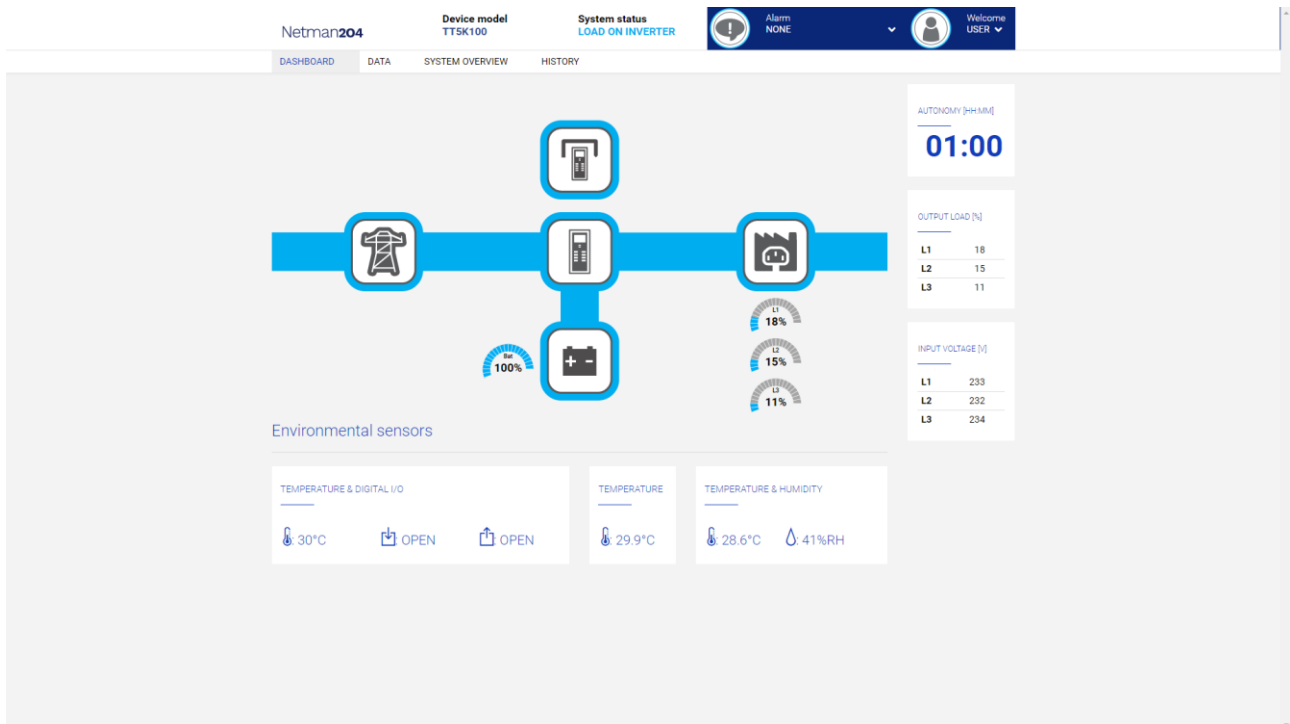 Netman204
Device model
TT5K100
System status
LOAD ON INVERTER
Alarm
NONE
Welcome
USER
DASHBOARD DATA SYSTEM OVERVIEW HISTORY
AUTONOMY [HH:MM]
01:00
OUTPUT LOAD [%]
L1 18
L2 15
L3 11
INPUT VOLTAGE [V]
L1 233
L2 232
L3 234
L1
18%
L2
15%
L3
11%
Bat
100%
Environmental sensors
TEMPERATURE & DIGITAL I/O
: 30°C : OPEN : OPEN
TEMPERATURE
: 29.9°C
TEMPERATURE & HUMIDITY
: 28.6°C : 41%RH